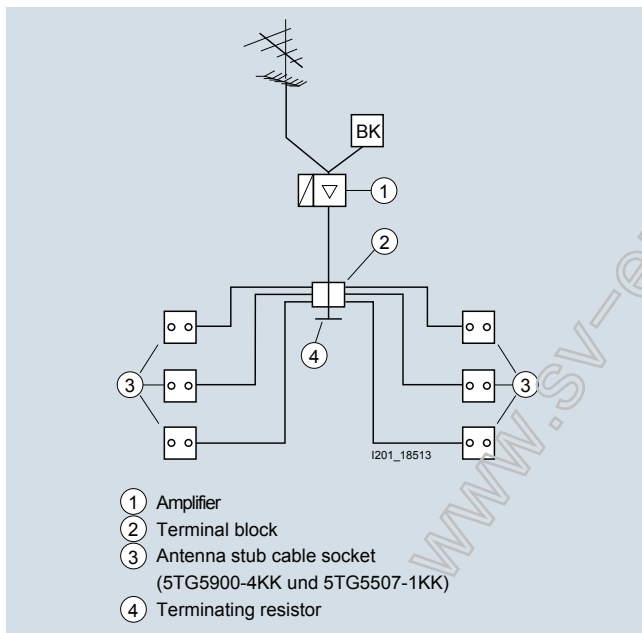 BK
1
2
3
4
3
I201_18513
1 Amplifier
2 Terminal block
3 Antenna stub cable socket
(5TG5900-4KK und 5TG5507-1KK)
4 Terminating resistor
www.sv-e